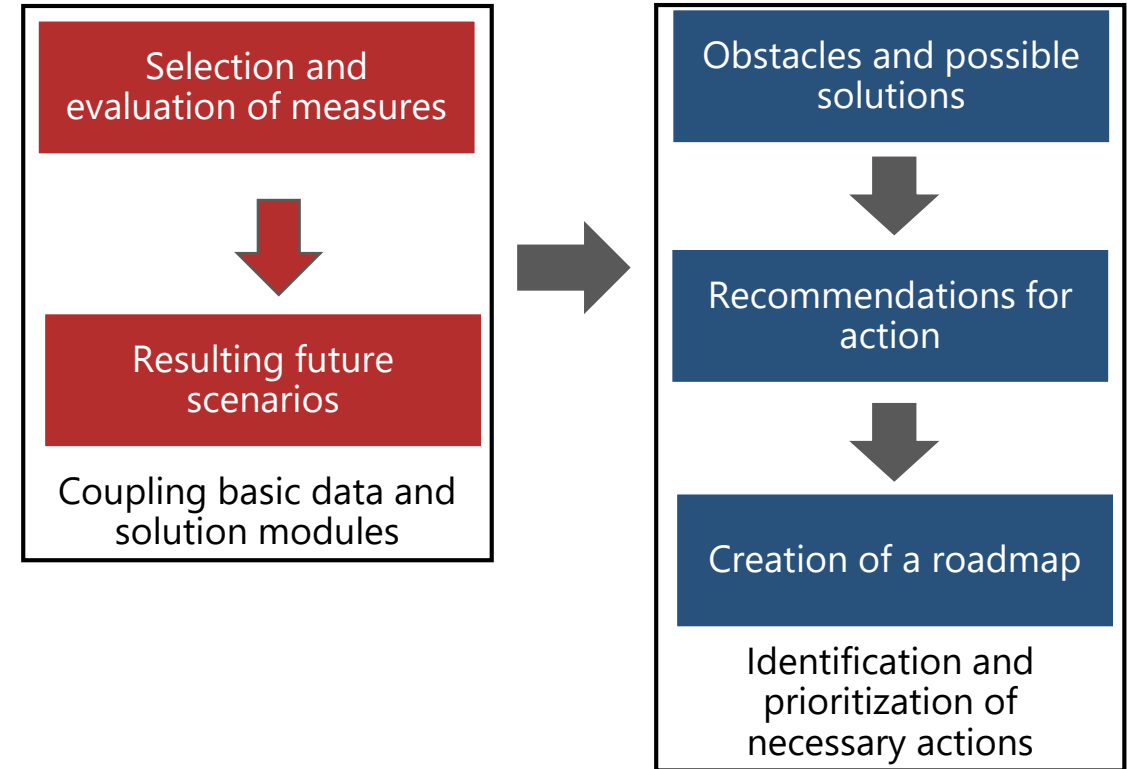 Selection and
evaluation of measures
Resulting future
scenarios
Coupling basic data and
solution modules
Obstacles and possible
solutions
Recommendations for
action
Creation of a roadmap
Identification and
prioritization of
necessary actions